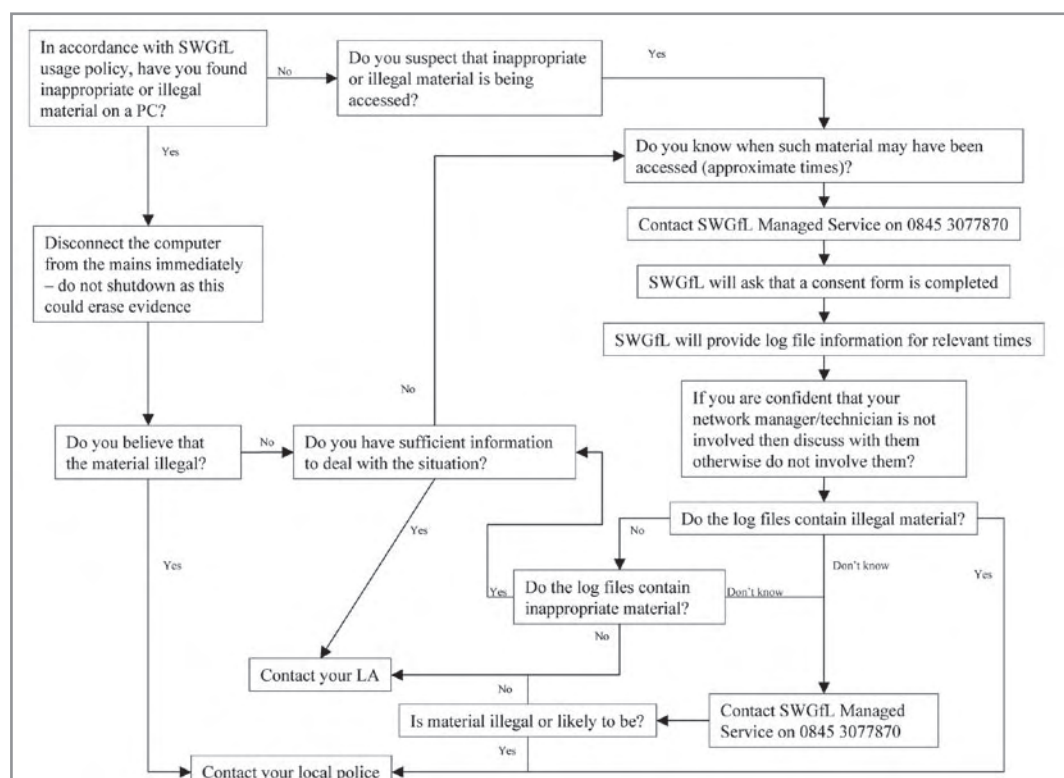 In accordance with SWGfL
usage policy, have you found
inappropriate or illegal
material on a PC?
No
Do you suspect that inappropriate
or illegal material is being
accessed?
Yes
Yes
Do you know when such material may have been
accessed (approximate times)?
Contact SWGfL Managed Service on 0845 3077870
Disconnect the computer
from the mains immediately
– do not shutdown as this
could erase evidence
SWGfL will ask that a consent form is completed
SWGfL will provide log file information for relevant times
No
If you are confident that your
network manager/technician is not
involved then discuss with them
otherwise do not involve them?
Do you believe that
the material illegal?
No
Do you have sufficient information
to deal with the situation?
Do the log files contain illegal material?
Yes
No
Don't know
Yes
Yes
Do the log files contain
inappropriate material?
Yes
Don't know
No
Contact your LA
No
Is material illegal or likely to be?
Contact SWGfL Managed
Service on 0845 3077870
Yes
Contact your local police